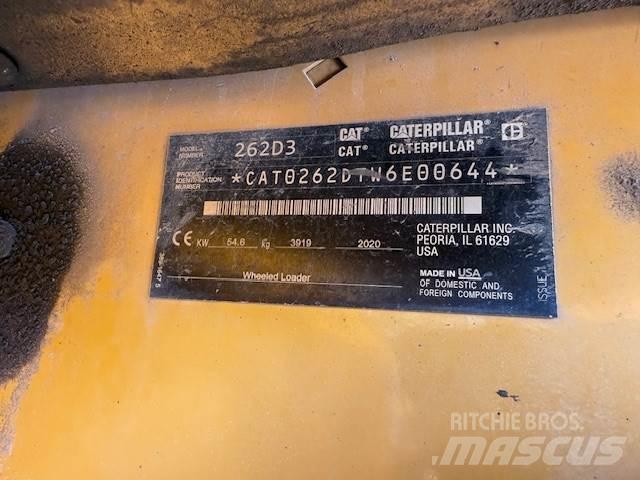 MODEL NUMBER 262D3 CAT® CATERPILLAR®
CAT® CATERPILLAR®
PRODUCT IDENTIFICATION NUMBER *CAT0262DTW6E00644*
CE KW 54.6 kg 3919 2020
CATERPILLAR INC.
PEORIA, IL 61629
USA
Wheeled Loader
MADE IN USA
OF DOMESTIC AND
FOREIGN COMPONENTS
ISSUE 1
RITCHIE BROS.
MASCUS